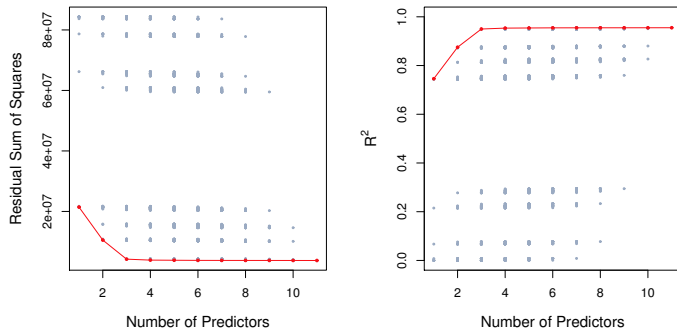 Residual Sum of Squares
8e+07
6e+07
4e+07
2e+07
2 4 6 8 10
Number of Predictors
R²
1.0
0.8
0.6
0.4
0.2
0.0
2 4 6 8 10
Number of Predictors